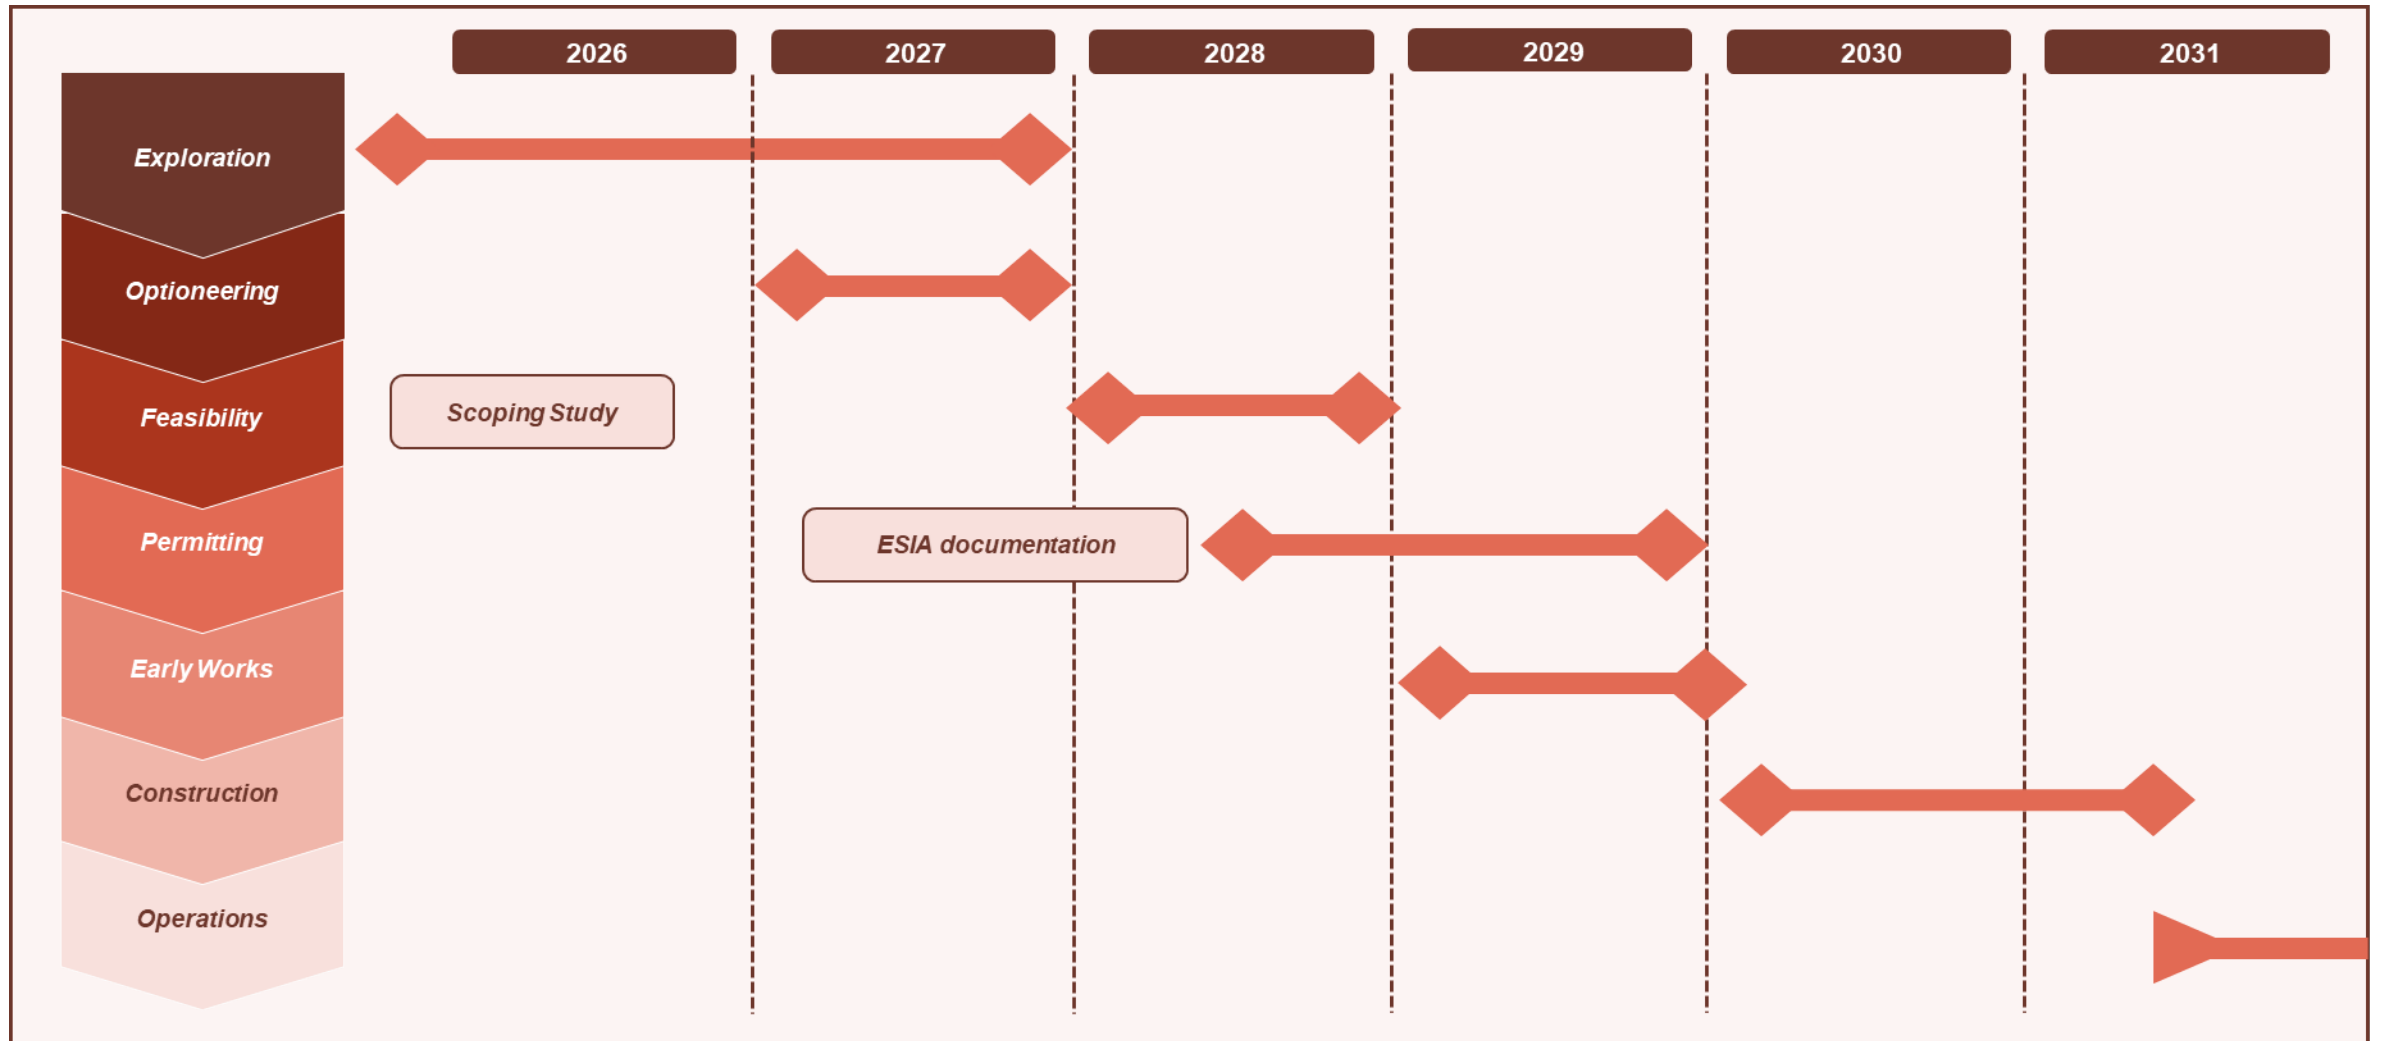 2026
2027
2028
2029
2030
2031
Exploration
Optioneering
Feasibility
Scoping Study
Permitting
ESIA documentation
Early Works
Construction
Operations